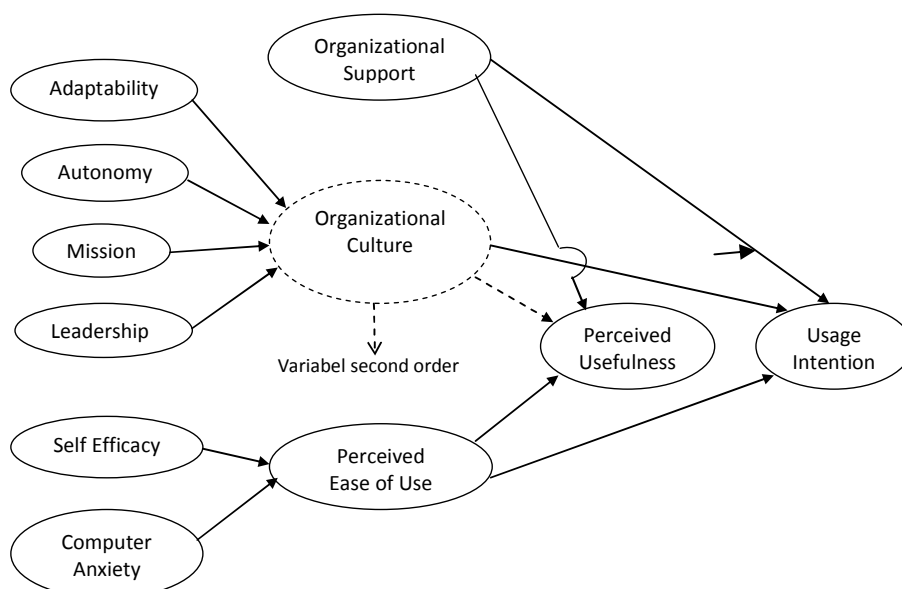 Organizational
Support
Adaptability
Autonomy
Organizational
Culture
Mission
Leadership
Perceived
Usefulness
Usage
Intention
Variabel second order
Self Efficacy
Perceived
Ease of Use
Computer
Anxiety